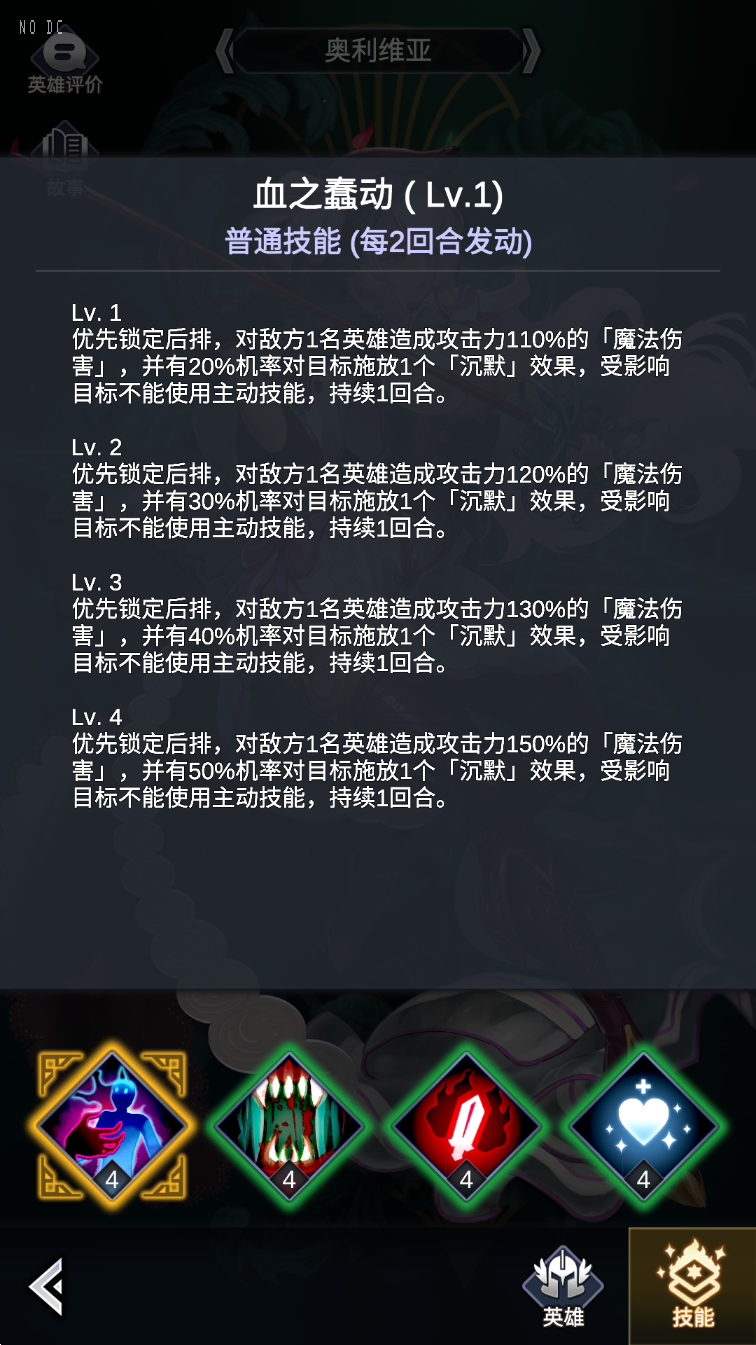 NO DC
奥利维亚
英雄评价
故事
血之蠢动 ( Lv.1)
普通技能 (每2回合发动)
Lv. 1
优先锁定后排，对敌方1名英雄造成攻击力110%的「魔法伤
害」，并有20%机率对目标施放1个「沉默」效果，受影响
目标不能使用主动技能，持续1回合。
Lv. 2
优先锁定后排，对敌方1名英雄造成攻击力120%的「魔法伤
害」，并有30%机率对目标施放1个「沉默」效果，受影响
目标不能使用主动技能，持续1回合。
Lv. 3
优先锁定后排，对敌方1名英雄造成攻击力130%的「魔法伤
害」，并有40%机率对目标施放1个「沉默」效果，受影响
目标不能使用主动技能，持续1回合。
Lv. 4
优先锁定后排，对敌方1名英雄造成攻击力150%的「魔法伤
害」，并有50%机率对目标施放1个「沉默」效果，受影响
目标不能使用主动技能，持续1回合。
4 4 4 4
英雄 技能